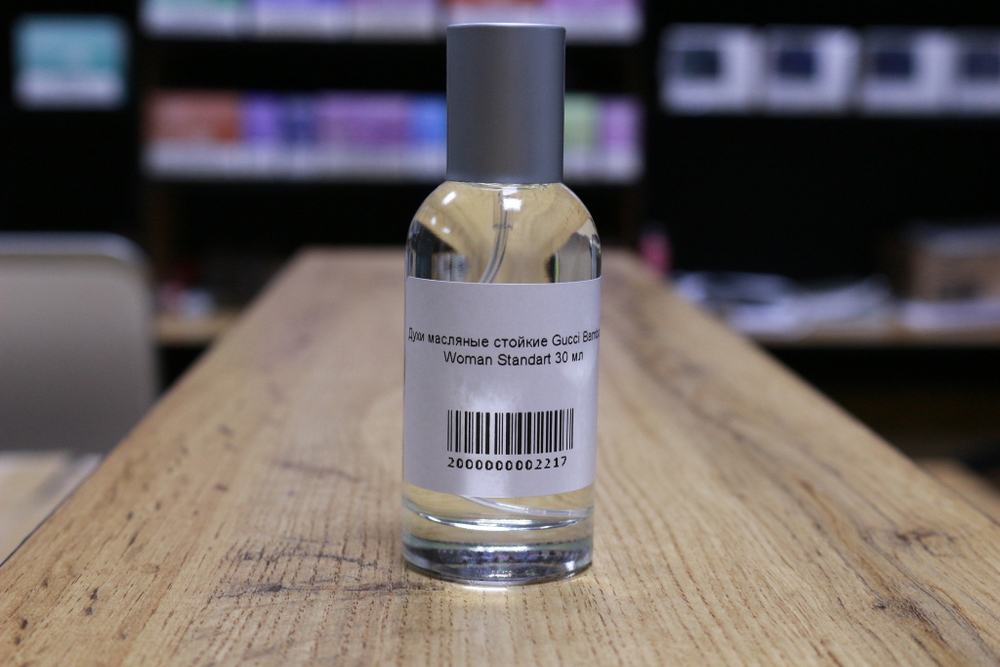 Духи масляные стойкие Gucci
Woman Standart 30 мл
2000000002217